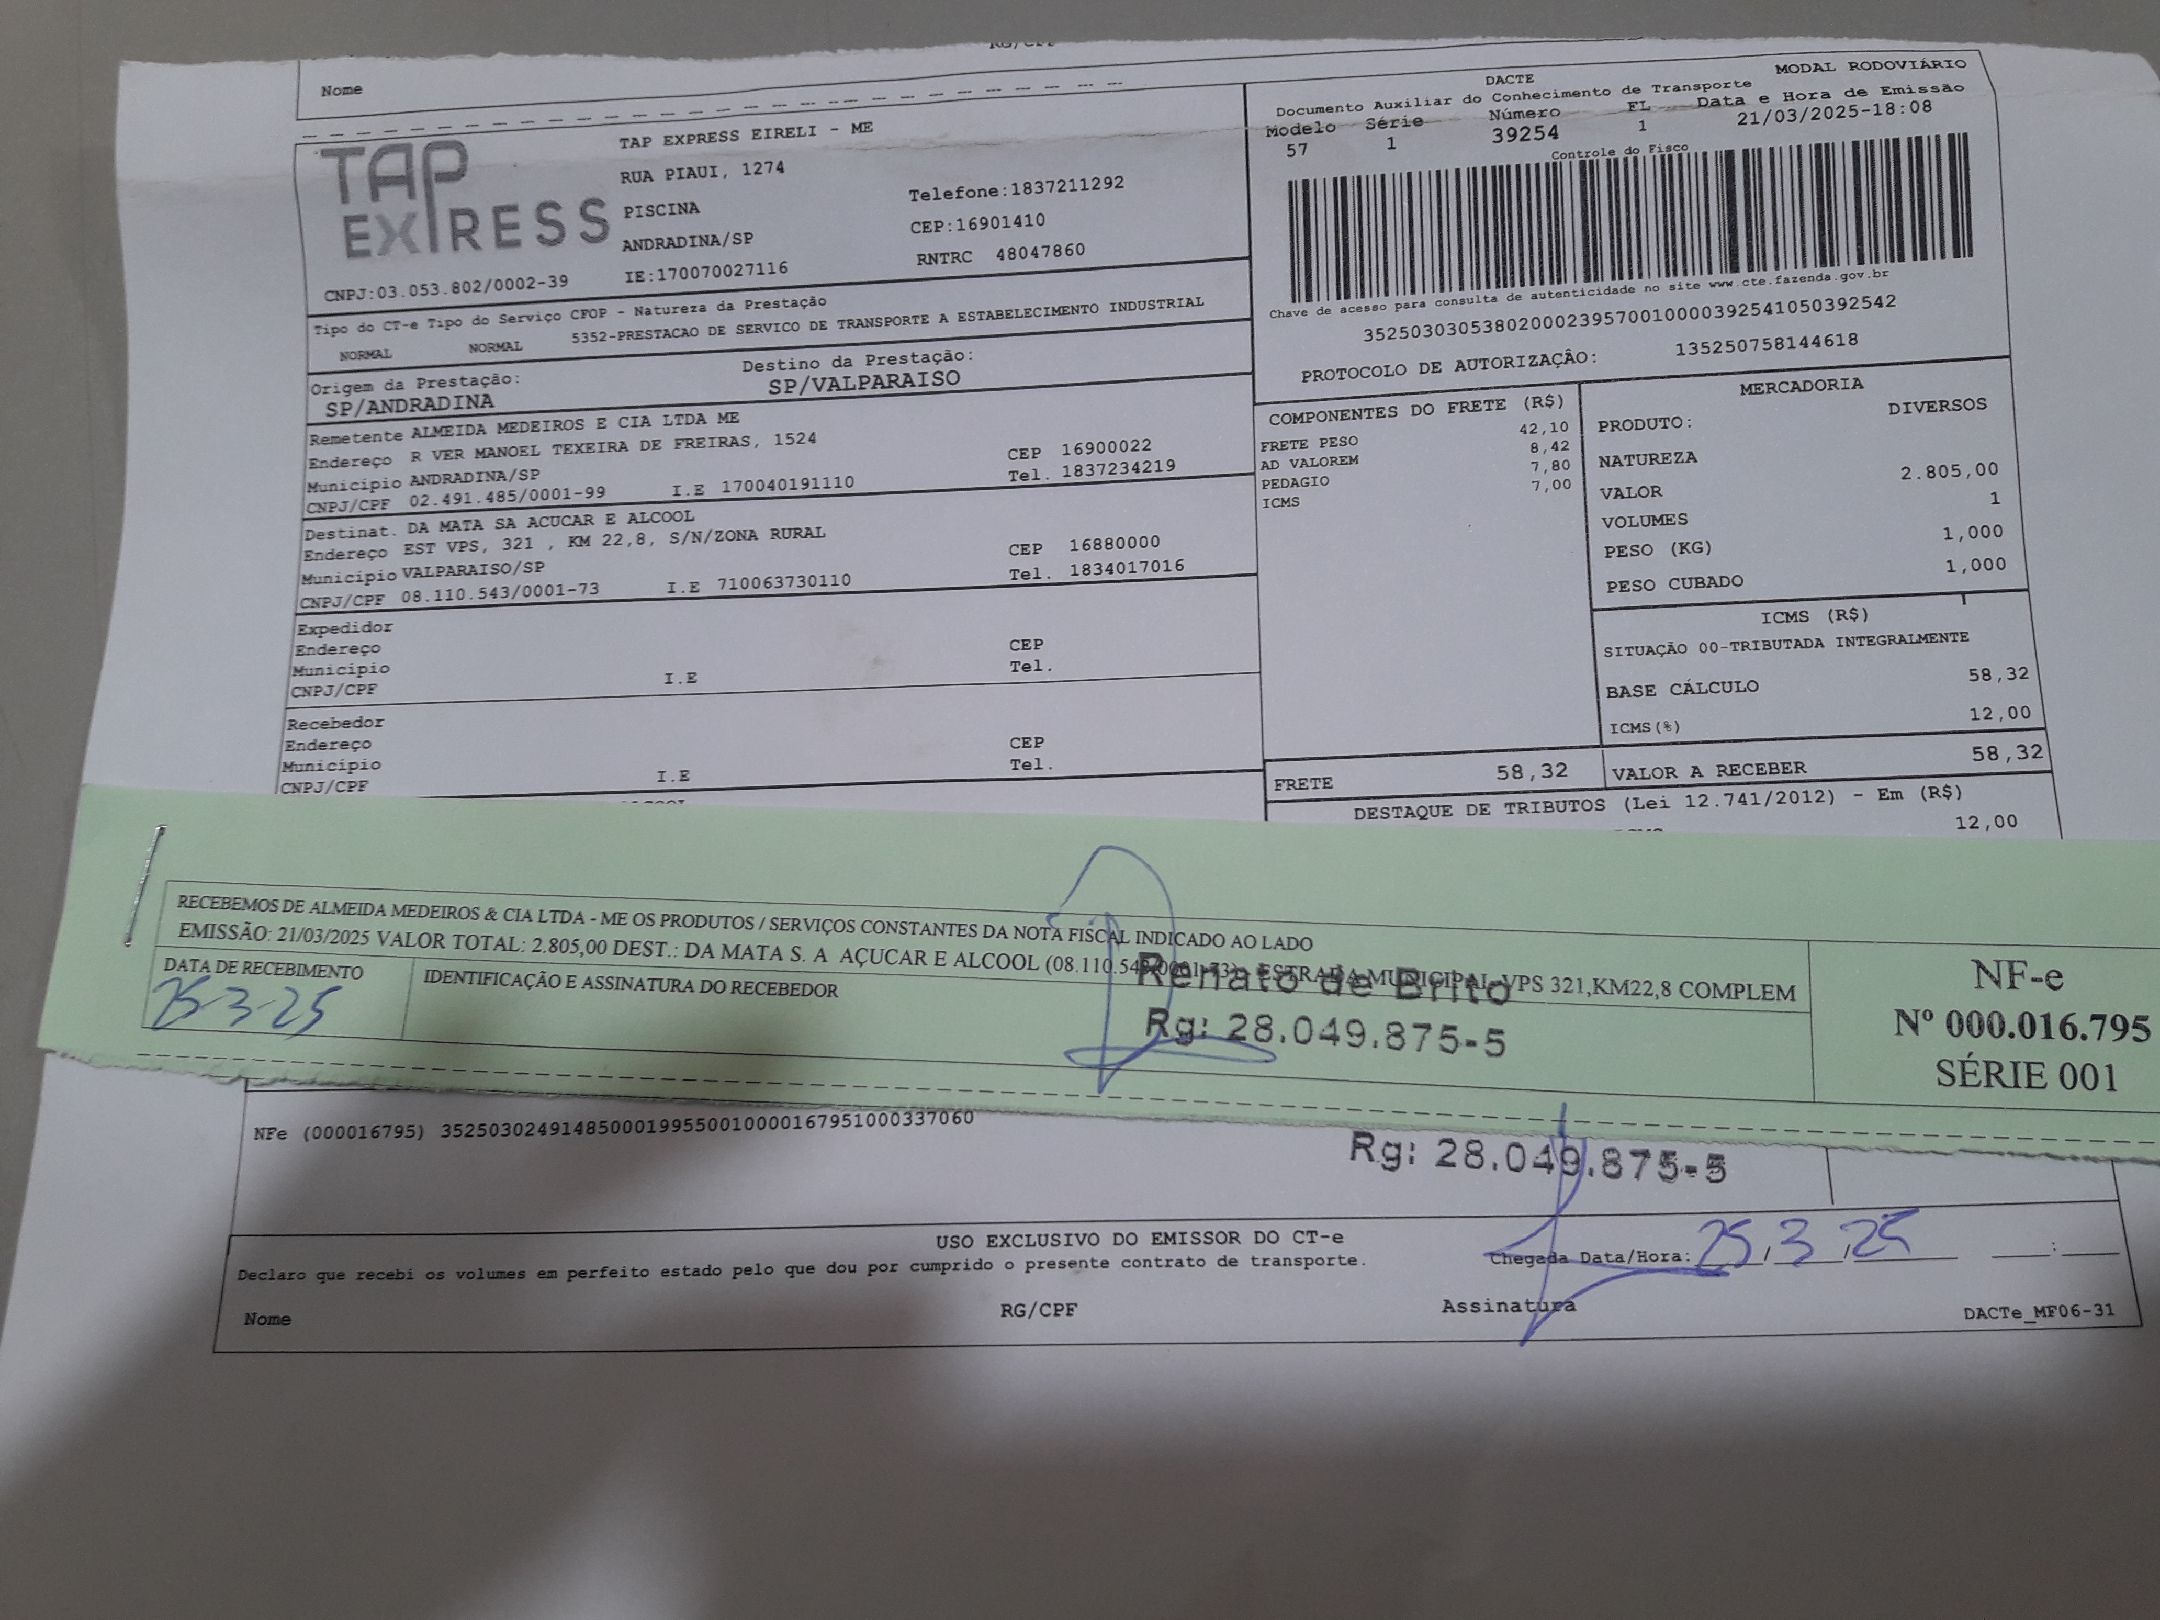 Nome
TAP EXPRESS
CNPJ:03.053.802/0002-39
TAP EXPRESS EIRELI - ME
RUA PIAUI, 1274
PISCINA
Telefone:1837211292
ANDRADINA/SP
CEP:16901410
IE:170070027116
RNTRC 48047860
DACTE
MODAL RODOVIÁRIO
Documento Auxiliar do Conhecimento de Transporte
Modelo Série Número FL Data e Hora de Emissão
57 1 39254 1 21/03/2025-18:08
Controle do Fisco
Chave de acesso para consulta de autenticidade no site www.cte.fazenda.gov.br
35250303053802000239570010000392541050392542
PROTOCOLO DE AUTORIZAÇÃO: 135250758144618
Tipo do CT-e Tipo do Serviço CFOP - Natureza da Prestação
NORMAL NORMAL 5352-PRESTACAO DE SERVICO DE TRANSPORTE A ESTABELECIMENTO INDUSTRIAL
Origem da Prestação: Destino da Prestação:
SP/ANDRADINA SP/VALPARAISO
Remetente ALMEIDA MEDEIROS E CIA LTDA ME
Endereço R VER MANOEL TEXEIRA DE FREIRAS, 1524
Município ANDRADINA/SP CEP 16900022
CNPJ/CPF 02.491.485/0001-99 I.E 170040191110 Tel. 1837234219
Destinat. DA MATA SA ACUCAR E ALCOOL
Endereço EST VPS, 321 , KM 22,8, S/N/ZONA RURAL
Município VALPARAISO/SP CEP 16880000
CNPJ/CPF 08.110.543/0001-73 I.E 710063730110 Tel. 1834017016
Expedidor
Endereço CEP
Município Tel.
CNPJ/CPF I.E
Recebedor
Endereço CEP
Município Tel.
CNPJ/CPF I.E
COMPONENTES DO FRETE (R$)
FRETE PESO 42,10
AD VALOREM 8,42
PEDAGIO 7,80
ICMS 7,00
MERCADORIA
PRODUTO: DIVERSOS
NATUREZA
VALOR 2.805,00
VOLUMES 1
PESO (KG) 1,000
PESO CUBADO 1,000
ICMS (R$)
SITUAÇÃO 00-TRIBUTADA INTEGRALMENTE
BASE CÁLCULO 58,32
ICMS(%) 12,00
FRETE 58,32 VALOR A RECEBER 58,32
DESTAQUE DE TRIBUTOS (Lei 12.741/2012) - Em (R$)
12,00
RECEBEMOS DE ALMEIDA MEDEIROS & CIA LTDA - ME OS PRODUTOS / SERVIÇOS CONSTANTES DA NOTA FISCAL INDICADO AO LADO
EMISSÃO: 21/03/2025 VALOR TOTAL: 2.805,00 DEST.: DA MATA S. A AÇUCAR E ALCOOL (08.110.543/0001-73) - ESTRADA MUNICIPAL VPS 321,KM22,8 COMPLEM
DATA DE RECEBIMENTO IDENTIFICAÇÃO E ASSINATURA DO RECEBEDOR
25-3-25
Renato de Brito
Rg: 28.049.875-5
NF-e
Nº 000.016.795
SÉRIE 001
NFe (000016795) 35250302491485000199550010000167951000337060
Rg: 28.049.875-5
USO EXCLUSIVO DO EMISSOR DO CT-e
Declaro que recebi os volumes em perfeito estado pelo que dou por cumprido o presente contrato de transporte.
Chegada Data/Hora: 25/3/25 :
Nome RG/CPF Assinatura DACTe_MF06-31